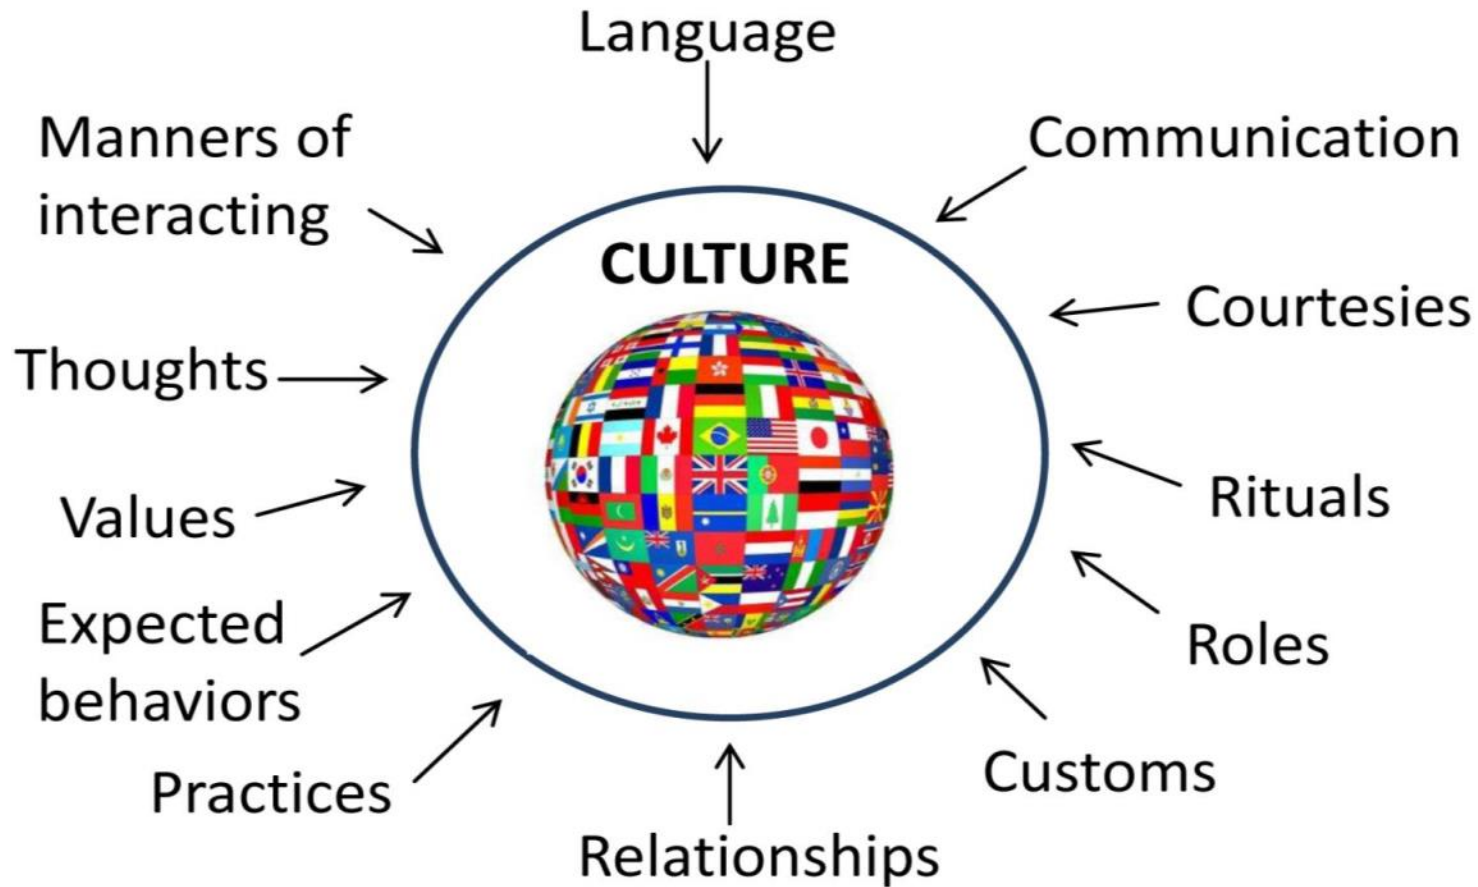 Language
Communication
Manners of
interacting
CULTURE
Courtesies
Thoughts
Rituals
Values
Expected
behaviors
Roles
Practices
Customs
Relationships